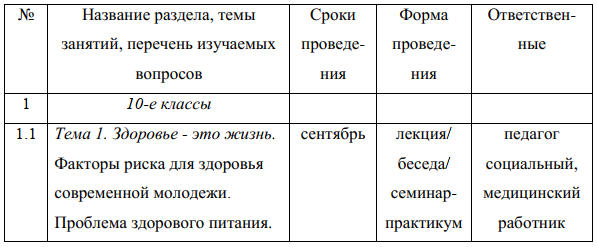 № Название раздела, темы Сроки Форма Ответствен-
занятий, перечень изучаемых проведе- проведе- ные
вопросов ния ния
1 10-е классы
1.1 Тема 1. Здоровье - это жизнь. сентябрь лекция/ педагог
Факторы риска для здоровья беседа/ социальный,
современной молодежи. семинар- медицинский
Проблема здорового питания. практикум работник